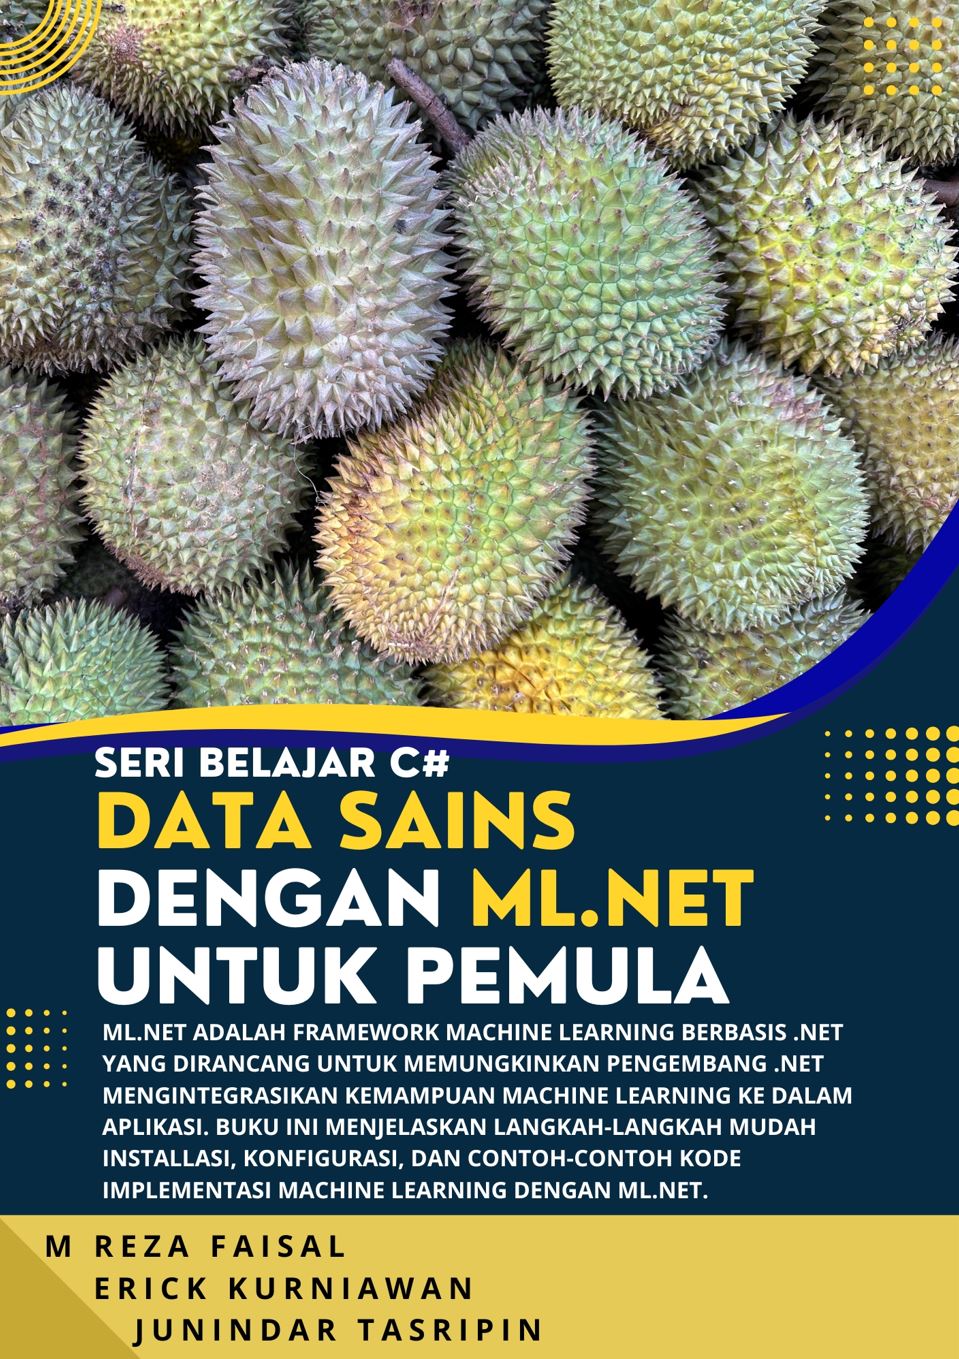 SERI BELAJAR C#
DATA SAINS
DENGAN ML.NET
UNTUK PEMULA
ML.NET ADALAH FRAMEWORK MACHINE LEARNING BERBASIS .NET
YANG DIRANCANG UNTUK MEMUNGKINKAN PENGEMBANG .NET
MENGINTEGRASIKAN KEMAMPUAN MACHINE LEARNING KE DALAM
APLIKASI. BUKU INI MENJELASKAN LANGKAH-LANGKAH MUDAH
INSTALLASI, KONFIGURASI, DAN CONTOH-CONTOH KODE
IMPLEMENTASI MACHINE LEARNING DENGAN ML.NET.
M REZA FAISAL
ERICK KURNIAWAN
JUNINDAR TASRIPIN